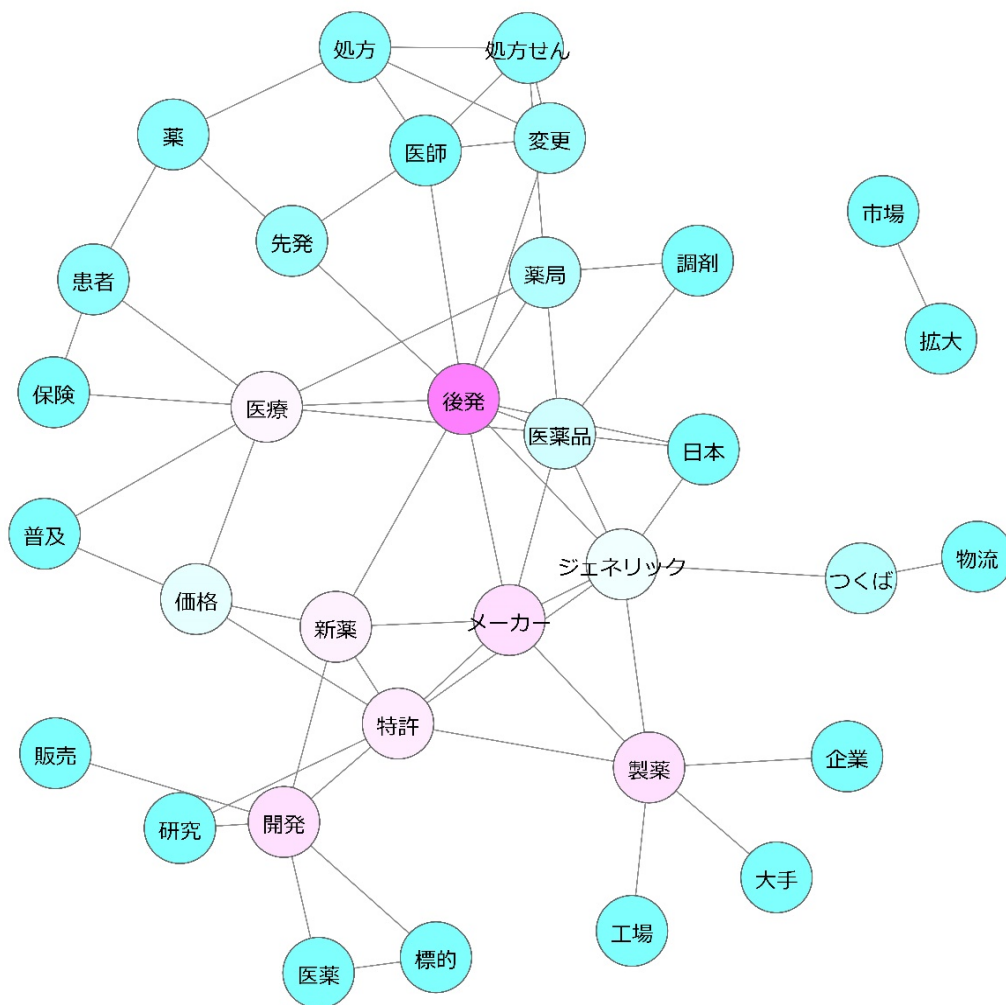 処方
処方せん
薬
医師
変更
市場
先発
薬局
調剤
患者
拡大
保険
医療
後発
医薬品
日本
普及
ジェネリック
つくば
物流
価格
新薬
メーカー
特許
販売
製薬
企業
研究
開発
大手
工場
医薬
標的